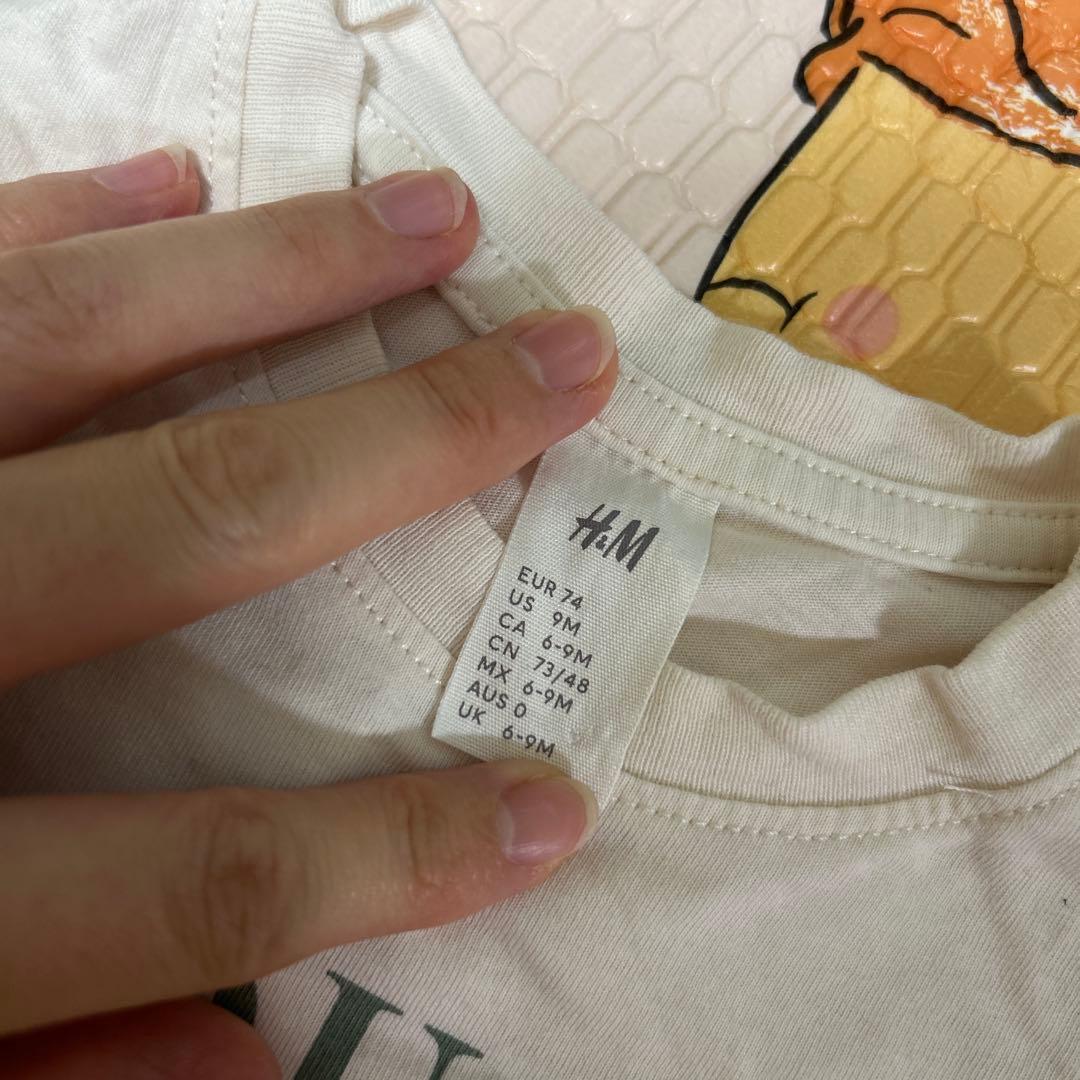 H&M
EUR 74
US 9M
CA 6-9M
CN 73/48
MX 6-9M
AUS 0
UK 6-9M